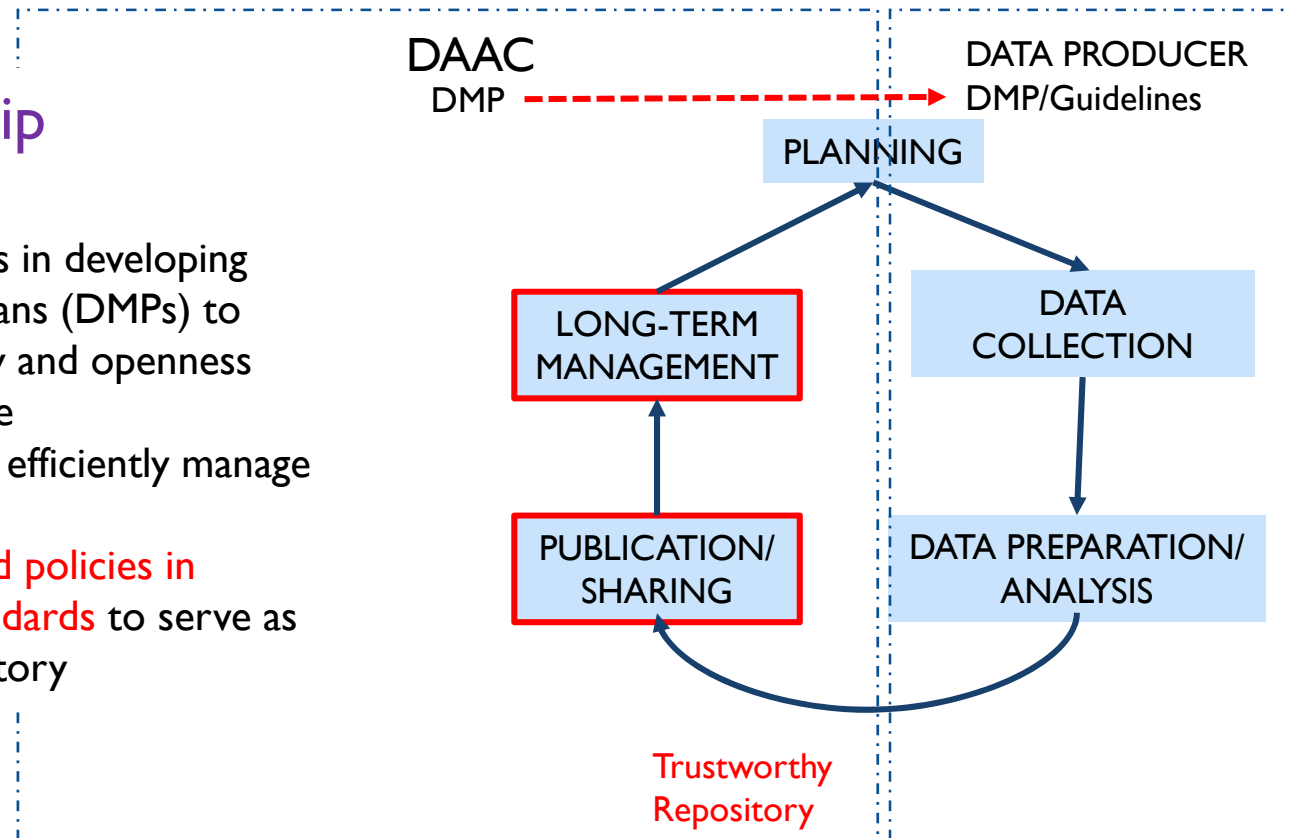 ip
s in developing
ans (DMPs) to
y and openness
e
efficiently manage
d policies in
dards to serve as
tory
DAAC
DMP
DATA PRODUCER
DMP/Guidelines
PLANNING
LONG-TERM
MANAGEMENT
DATA
COLLECTION
PUBLICATION/
SHARING
DATA PREPARATION/
ANALYSIS
Trustworthy
Repository